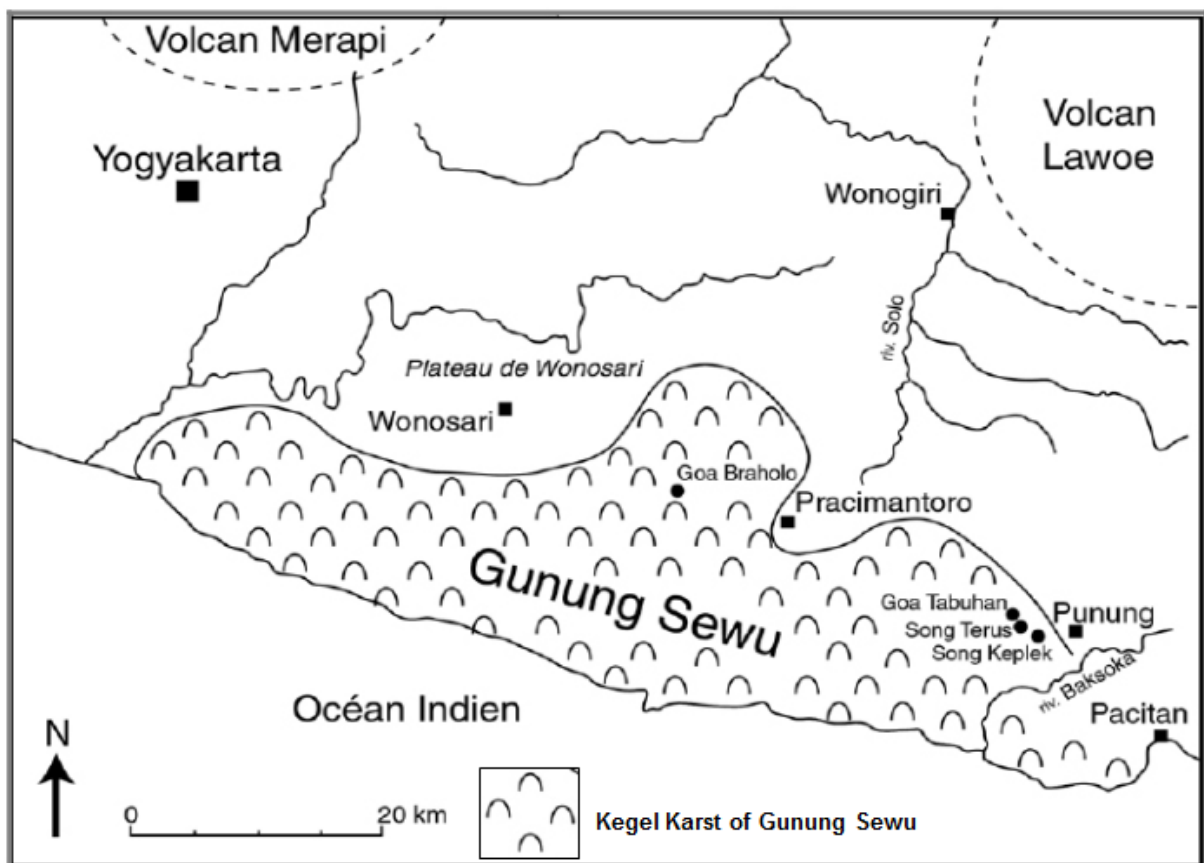 Volcan Merapi
Yogyakarta
Volcan
Lawoe
Wonogiri
riv. Solo
Plateau de Wonosari
Wonosari
Goa Braholo
Pracimantoro
Gunung Sewu
Goa Tabuhan
Song Terus
Song Keplek
Punung
riv. Baksoka
Pacitan
Océan Indien
N
0
20 km
Kegel Karst of Gunung Sewu